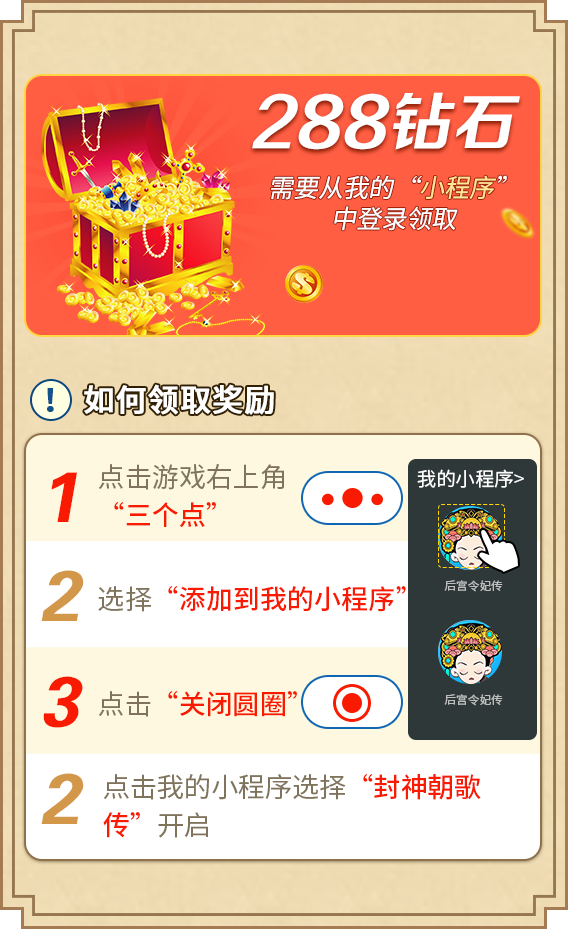 288钻石
需要从我的“小程序”
中登录领取
!
如何领取奖励
1
点击游戏右上角
“三个点”
我的小程序>
后宫令妃传
2
选择“添加到我的小程序”
后宫令妃传
3
点击“关闭圆圈”
2
点击我的小程序选择“封神朝歌
传”开启